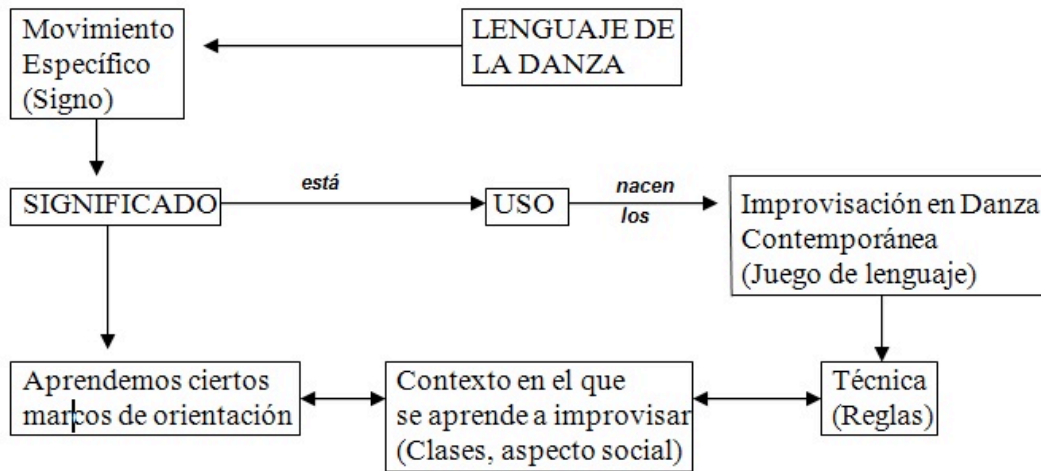 Movimiento
Específico
(Signo)
LENGUAJE DE
LA DANZA
SIGNIFICADO
está
USO
nacen
los
Improvisación en Danza
Contemporánea
(Juego de lenguaje)
Aprendemos ciertos
marcos de orientación
Contexto en el que
se aprende a improvisar
(Clases, aspecto social)
Técnica
(Reglas)